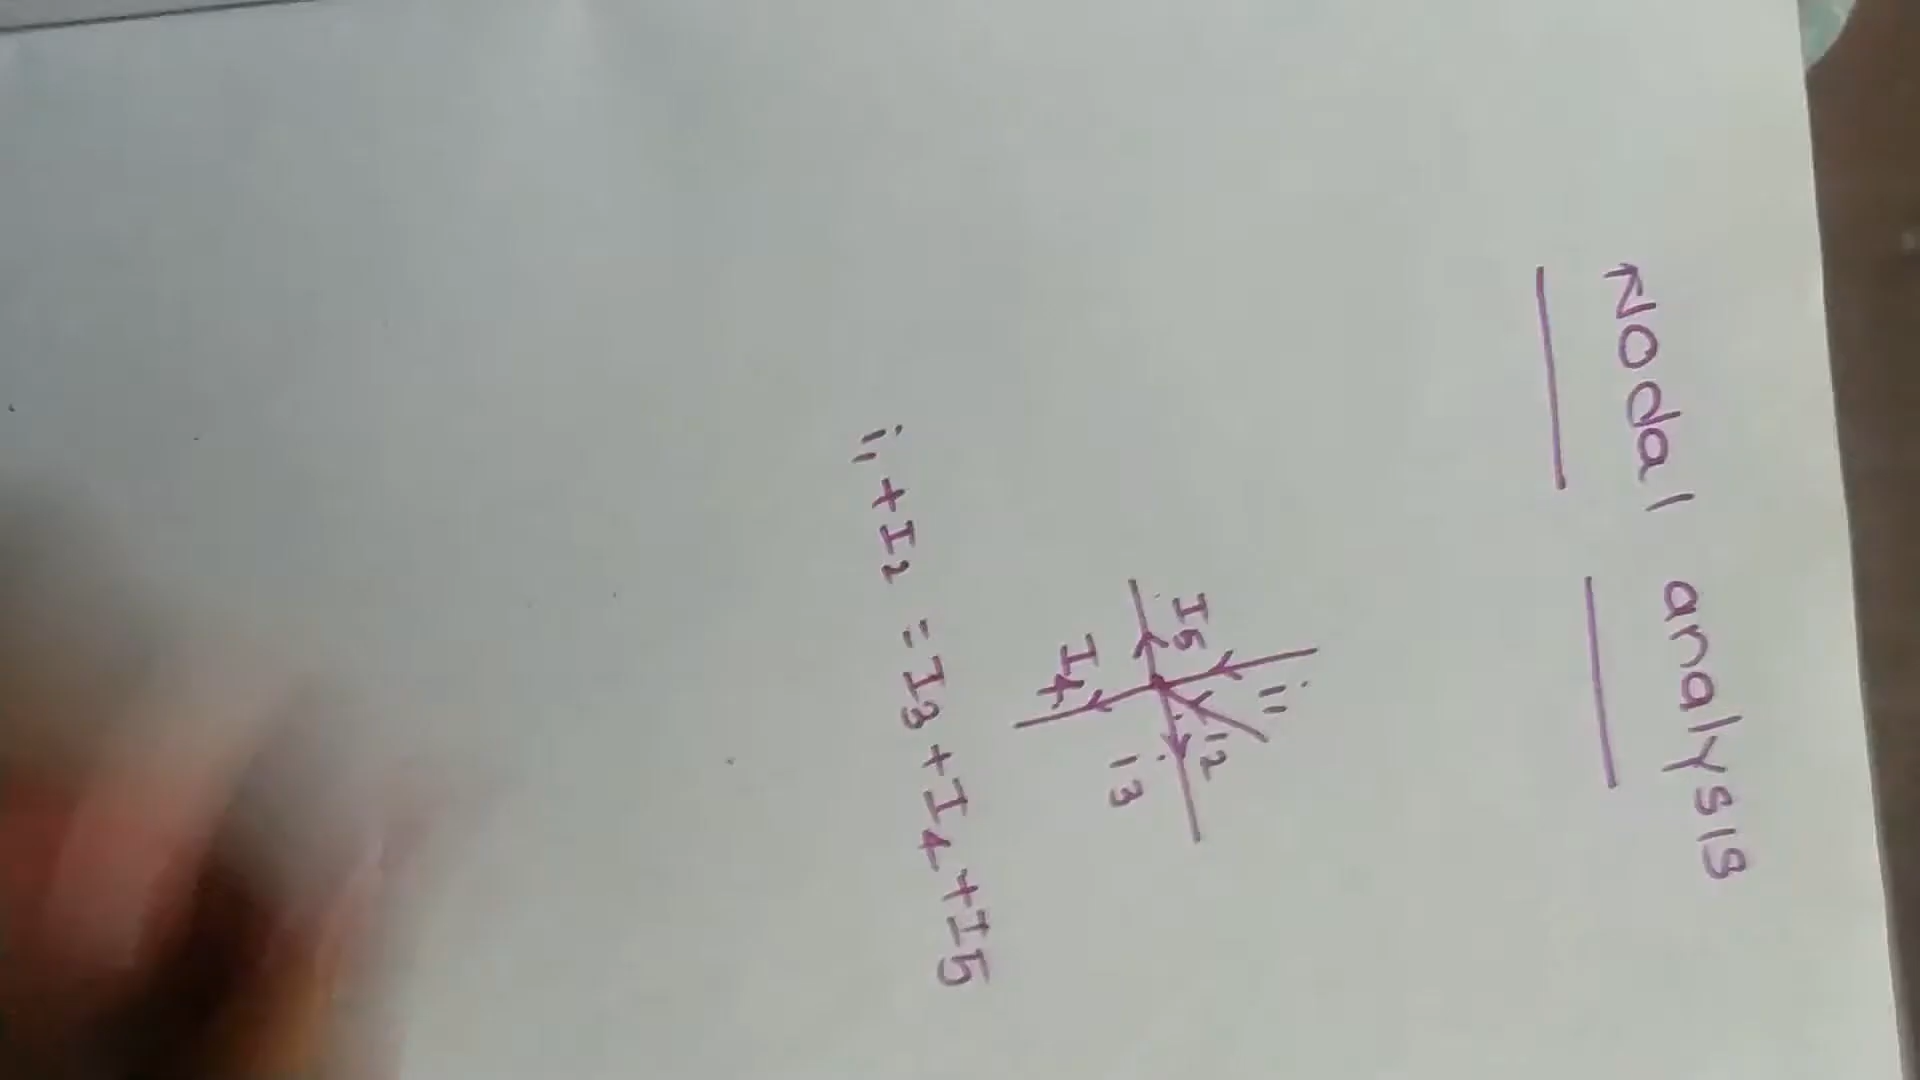 Nodal analysis
i1
I5
i2
I4
i3
i1 + I2 = I3 + I4 + I5